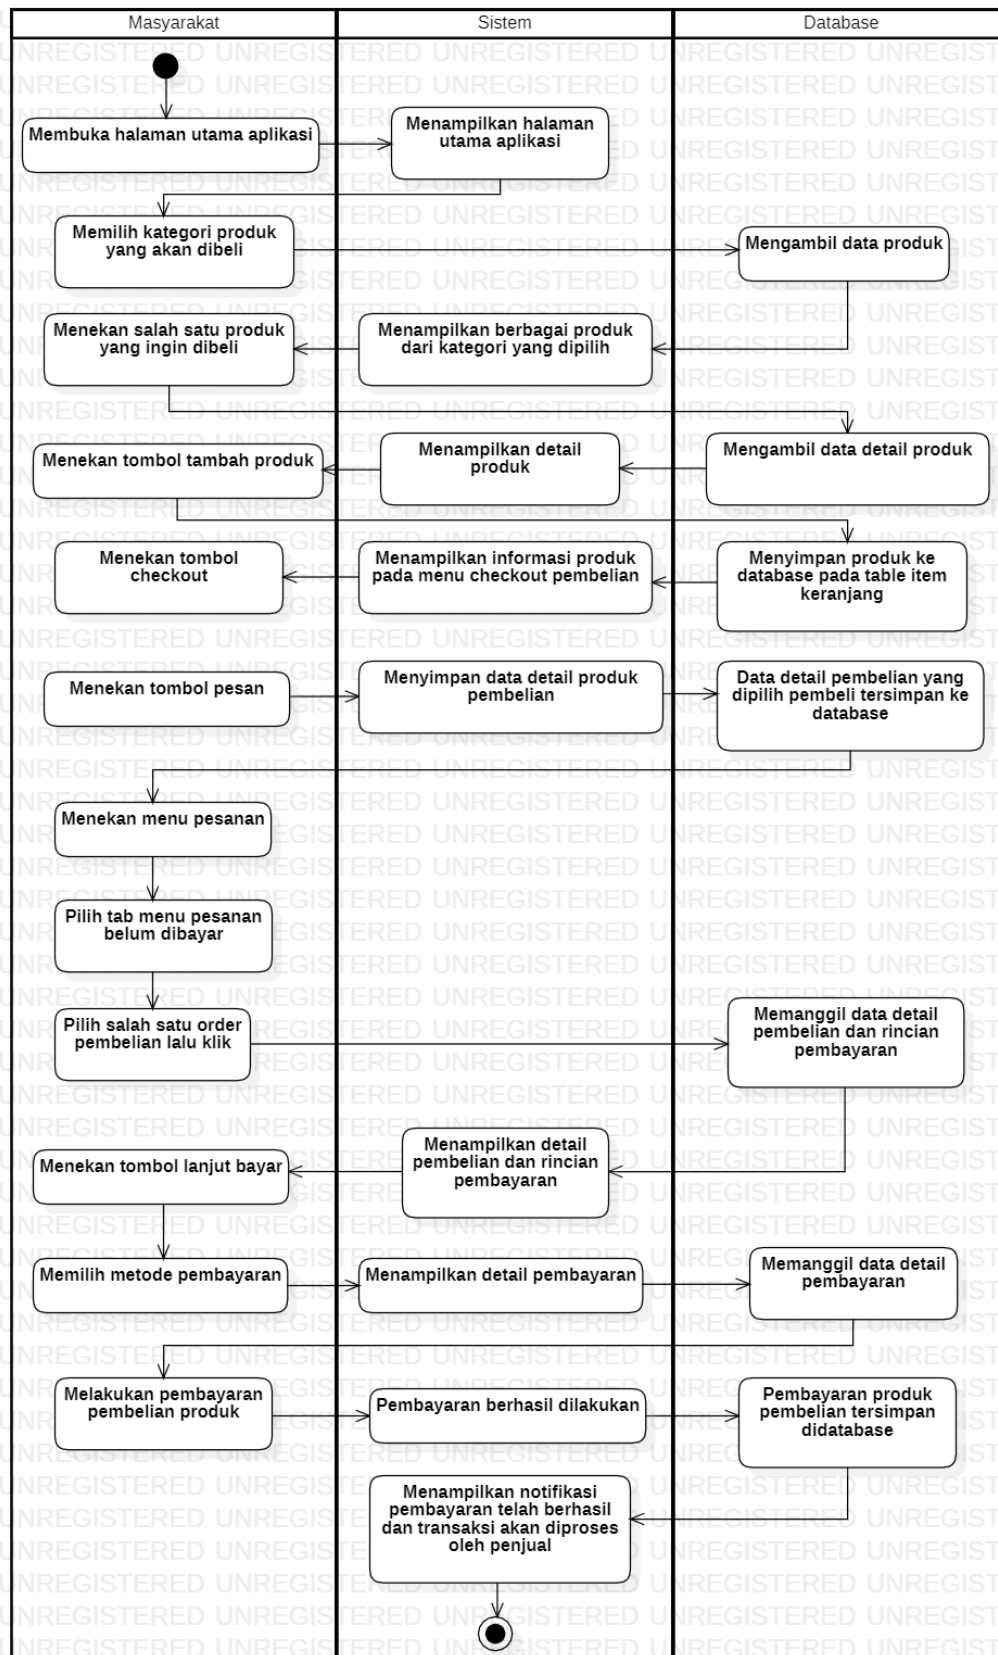 Masyarakat
Sistem
Database
Membuka halaman utama aplikasi
Menampilkan halaman
utama aplikasi
Memilih kategori produk
yang akan dibeli
Mengambil data produk
Menekan salah satu produk
yang ingin dibeli
Menampilkan berbagai produk
dari kategori yang dipilih
Menekan tombol tambah produk
Menampilkan detail
produk
Mengambil data detail produk
Menekan tombol
checkout
Menampilkan informasi produk
pada menu checkout pembelian
Menyimpan produk ke
database pada table item
keranjang
Menekan tombol pesan
Menyimpan data detail produk
pembelian
Data detail pembelian yang
dipilih pembeli tersimpan ke
database
Menekan menu pesanan
Pilih tab menu pesanan
belum dibayar
Pilih salah satu order
pembelian lalu klik
Memanggil data detail
pembelian dan rincian
pembayaran
Menekan tombol lanjut bayar
Menampilkan detail
pembelian dan rincian
pembayaran
Memilih metode pembayaran
Menampilkan detail pembayaran
Memanggil data detail
pembayaran
Melakukan pembayaran
pembelian produk
Pembayaran berhasil dilakukan
Pembayaran produk
pembelian tersimpan
didatabase
Menampilkan notifikasi
pembayaran telah berhasil
dan transaksi akan diproses
oleh penjual
UNREGISTERED